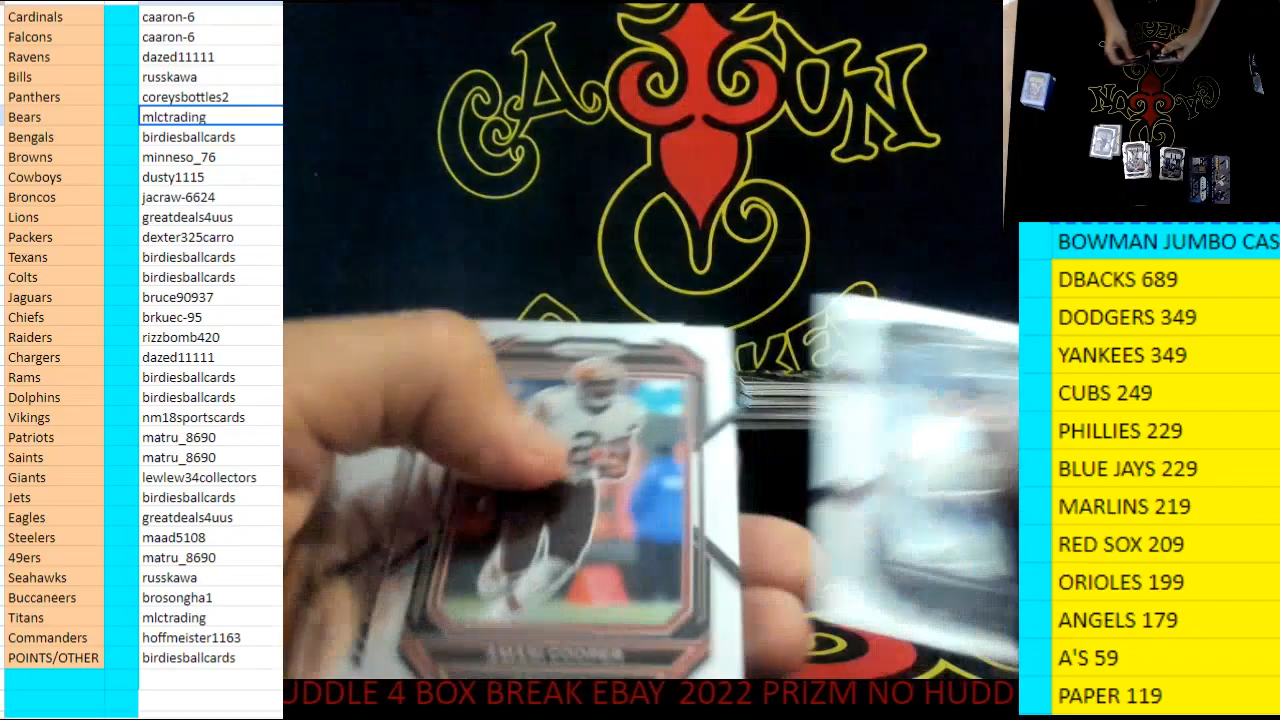 Cardinals caaron-6
Falcons caaron-6
Ravens dazed11111
Bills russkawa
Panthers coreysbottles2
Bears mlctrading
Bengals birdiesballcards
Browns minneso_76
Cowboys dusty1115
Broncos jacraw-6624
Lions greatdeals4uus
Packers dexter325carro
Texans birdiesballcards
Colts birdiesballcards
Jaguars bruce90937
Chiefs brkuec-95
Raiders rizzbomb420
Chargers dazed11111
Rams birdiesballcards
Dolphins birdiesballcards
Vikings nm18sportscards
Patriots matru_8690
Saints matru_8690
Giants lewlew34collectors
Jets birdiesballcards
Eagles greatdeals4uus
Steelers maad5108
49ers matru_8690
Seahawks russkawa
Buccaneers brosongha1
Titans mlctrading
Commanders hoffmeister1163
POINTS/OTHER birdiesballcards
CA
UN
AMARI COOPER
UDDLE 4 BOX BREAK EBAY 2022 PRIZM NO HUDD
BOWMAN JUMBO CAS
DBACKS 689
DODGERS 349
YANKEES 349
CUBS 249
PHILLIES 229
BLUE JAYS 229
MARLINS 219
RED SOX 209
ORIOLES 199
ANGELS 179
A'S 59
PAPER 119